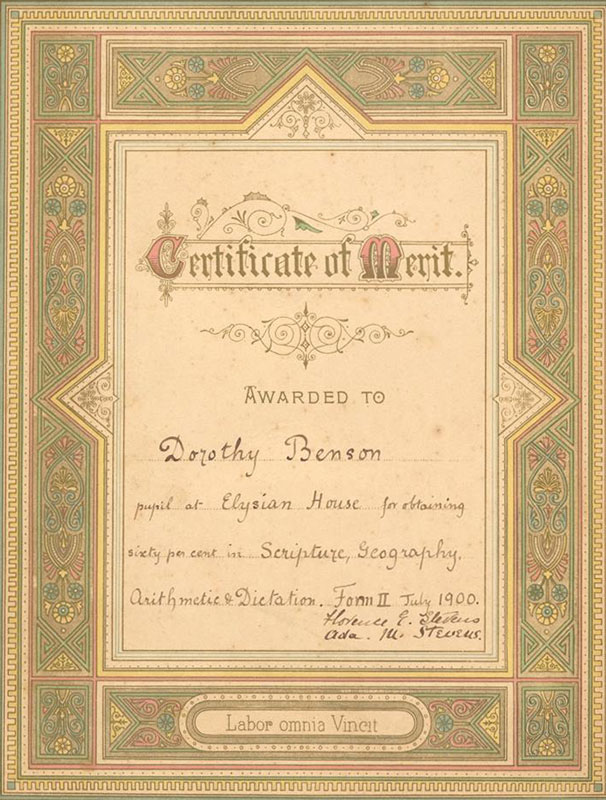 Certificate of Merit.
AWARDED TO
Dorothy Benson
pupil at Elysian House for obtaining
sixty per cent in Scripture, Geography,
Arithmetic & Dictation. Form II July 1900.
Florence E. Stevens
Ada. M. Stevens.
Labor omnia Vincit